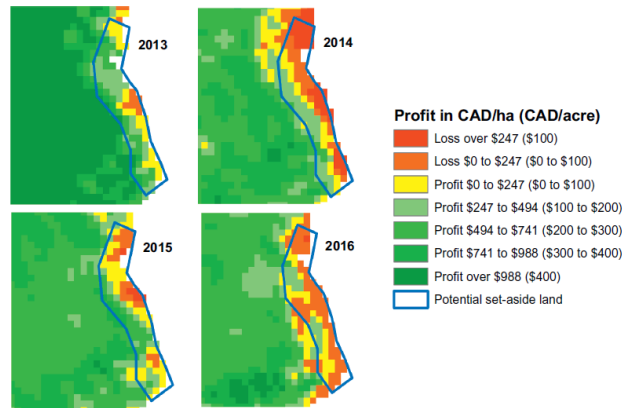 2013
2014
2015
2016
Profit in CAD/ha (CAD/acre)
Loss over $247 ($100)
Loss $0 to $247 ($0 to $100)
Profit $0 to $247 ($0 to $100)
Profit $247 to $494 ($100 to $200)
Profit $494 to $741 ($200 to $300)
Profit $741 to $988 ($300 to $400)
Profit over $988 ($400)
Potential set-aside land